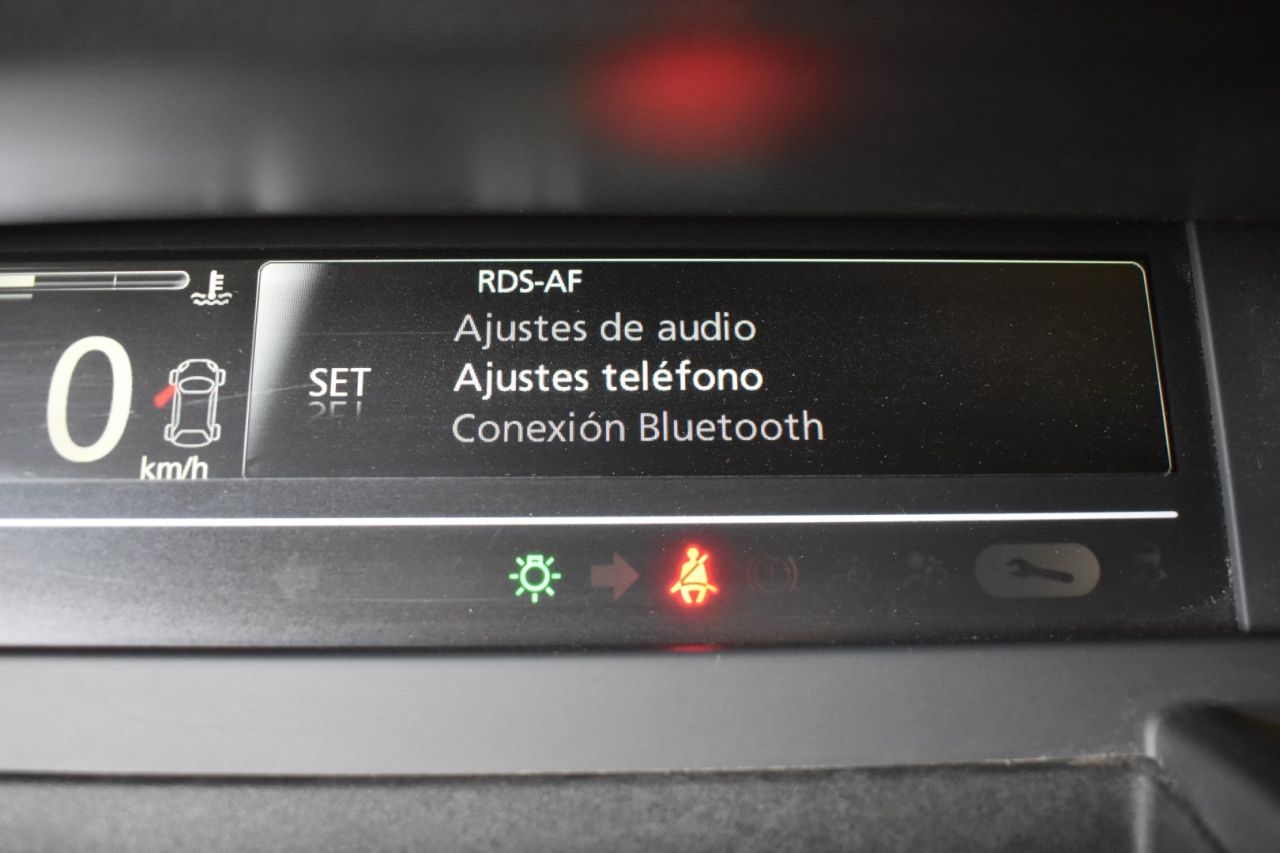 RDS-AF
Ajustes de audio
SET
Ajustes teléfono
Conexión Bluetooth
0
km/h